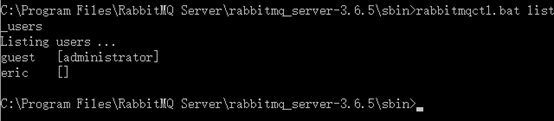 C:\Program Files\RabbitMQ Server\rabbitmq_server-3.6.5\sbin>rabbitmqctl.bat list
_users
Listing users ...
guest   [administrator]
eric    []
C:\Program Files\RabbitMQ Server\rabbitmq_server-3.6.5\sbin>_